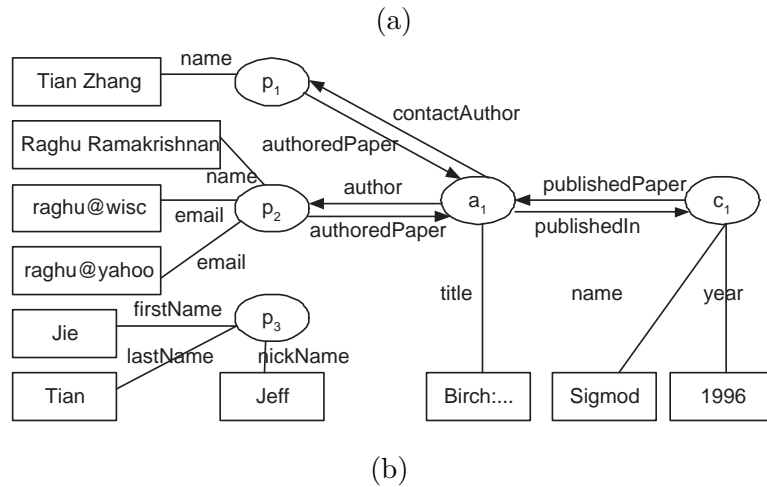 (a)
name
Tian Zhang
p1
contactAuthor
Raghu Ramakrishnan
authoredPaper
name
author
publishedPaper
raghu@wisc
email
p2
a1
c1
authoredPaper
publishedIn
raghu@yahoo
email
title
name
year
firstName
p3
Jie
lastName
nickName
Tian
Jeff
Birch:...
Sigmod
1996
(b)